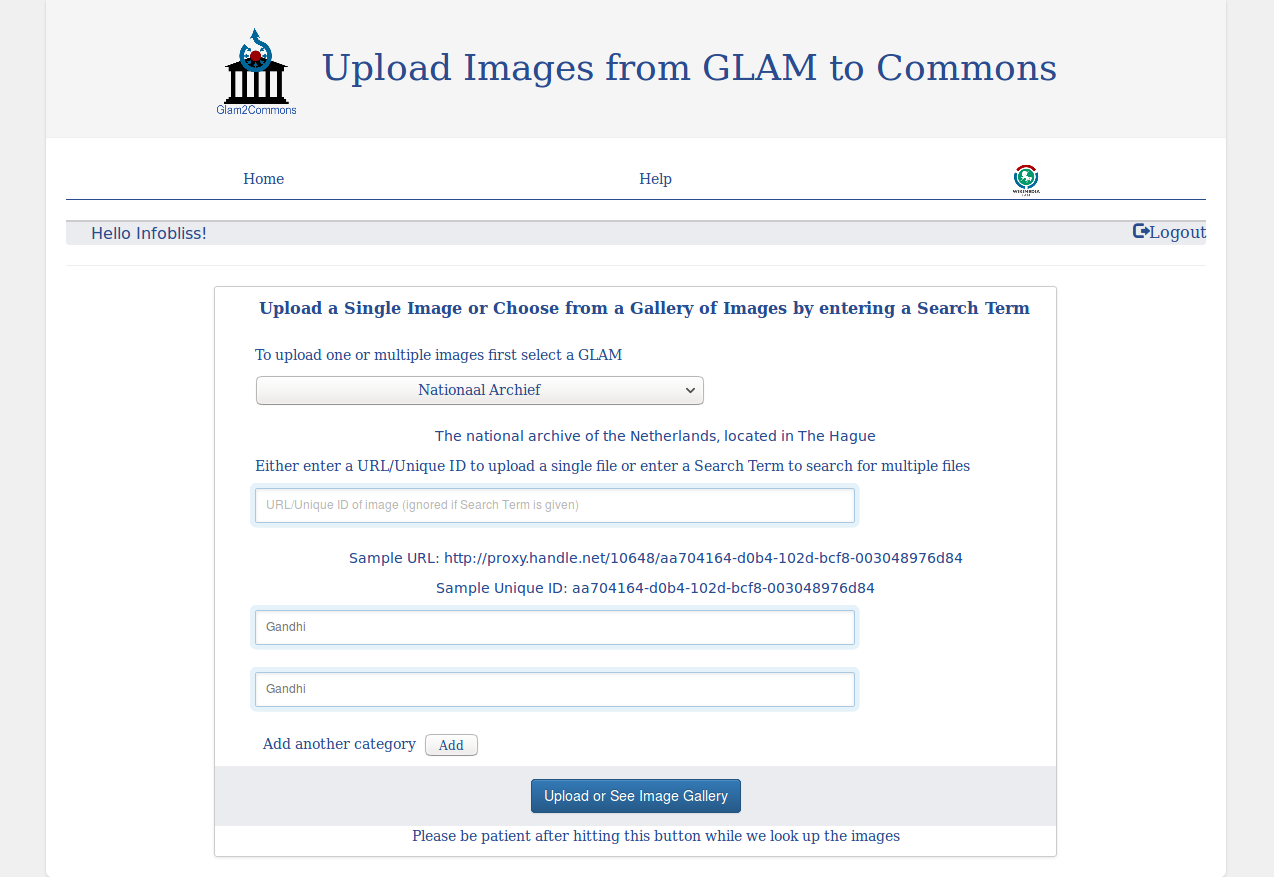 Glam2Commons
Upload Images from GLAM to Commons
Home
Help
WIKIMEDIA
Hello Infobliss!
Logout
Upload a Single Image or Choose from a Gallery of Images by entering a Search Term
To upload one or multiple images first select a GLAM
Nationaal Archief
The national archive of the Netherlands, located in The Hague
Either enter a URL/Unique ID to upload a single file or enter a Search Term to search for multiple files
URL/Unique ID of image (ignored if Search Term is given)
Sample URL: http://proxy.handle.net/10648/aa704164-d0b4-102d-bcf8-003048976d84
Sample Unique ID: aa704164-d0b4-102d-bcf8-003048976d84
Gandhi
Gandhi
Add another category
Add
Upload or See Image Gallery
Please be patient after hitting this button while we look up the images